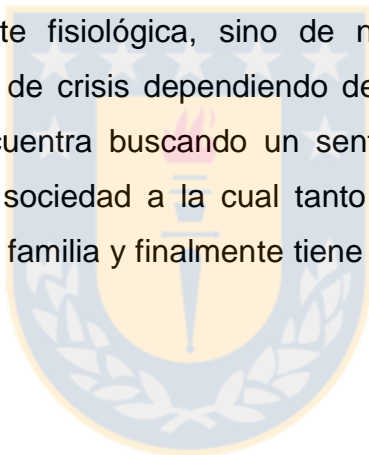 te fisiológica, sino de n
de crisis dependiendo de
cuentra buscando un sent
sociedad a la cual tanto
familia y finalmente tiene